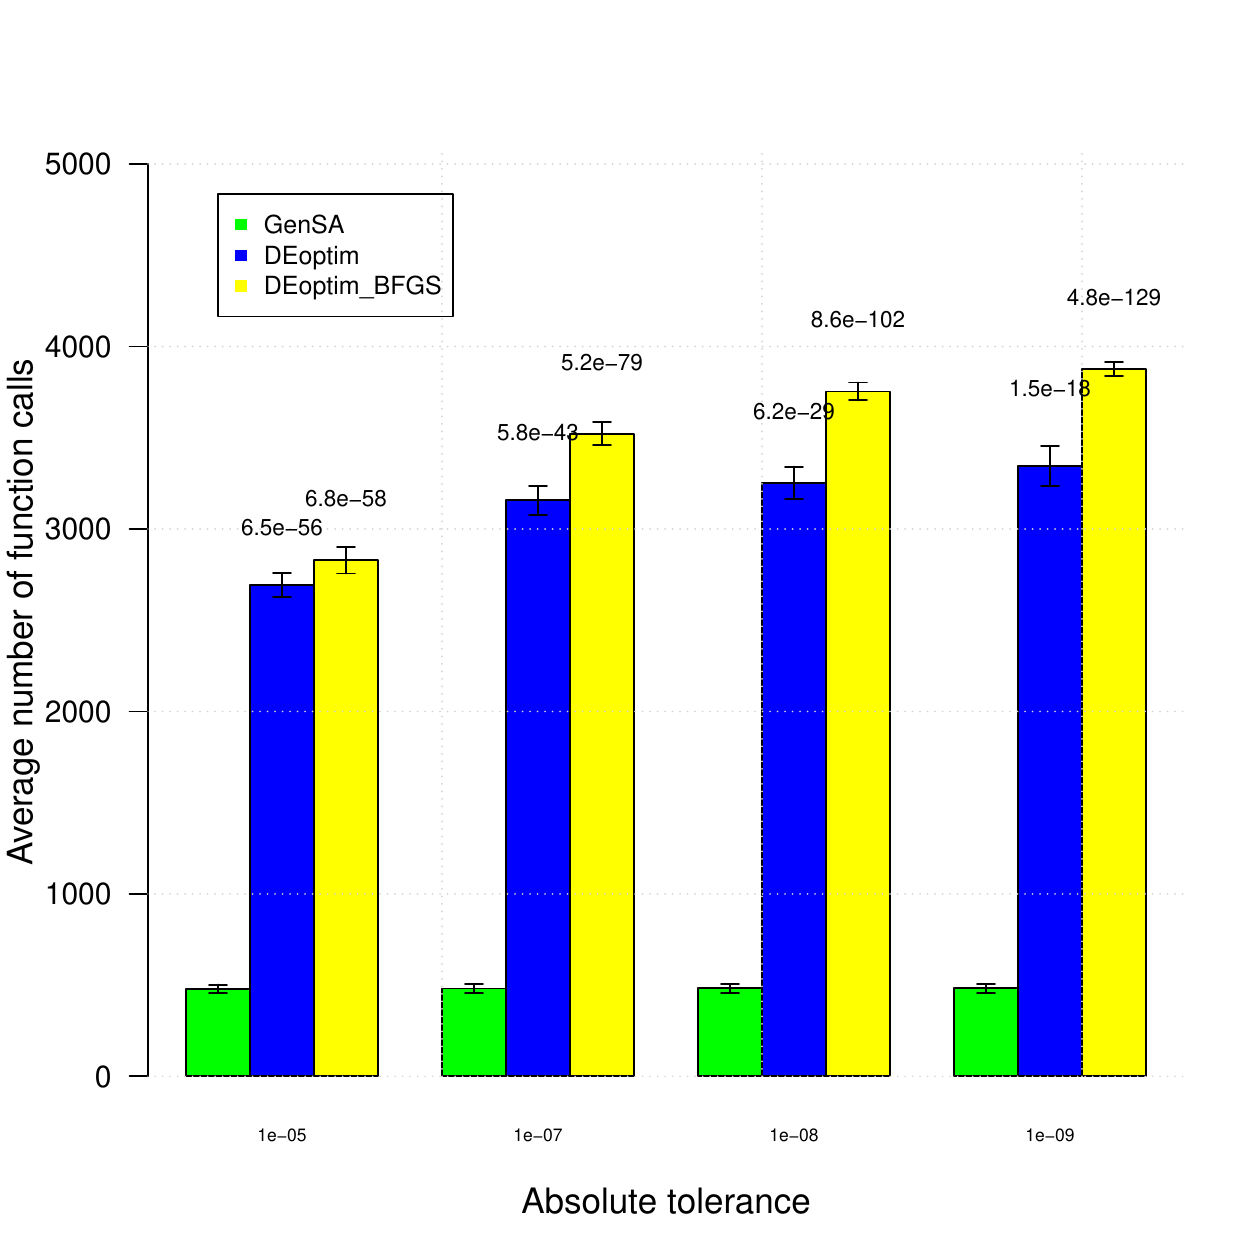 5000
4000
3000
2000
1000
0
Average number of function calls
GenSA
DEoptim
DEoptim_BFGS
6.5e−56
6.8e−58
5.8e−43
5.2e−79
6.2e−29
8.6e−102
1.5e−18
4.8e−129
1e−05
1e−07
1e−08
1e−09
Absolute tolerance